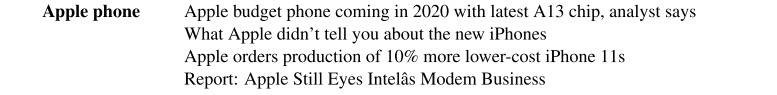 Apple phone Apple budget phone coming in 2020 with latest A13 chip, analyst says
What Apple didn’t tell you about the new iPhones
Apple orders production of 10% more lower-cost iPhone 11s
Report: Apple Still Eyes Intelâs Modem Business